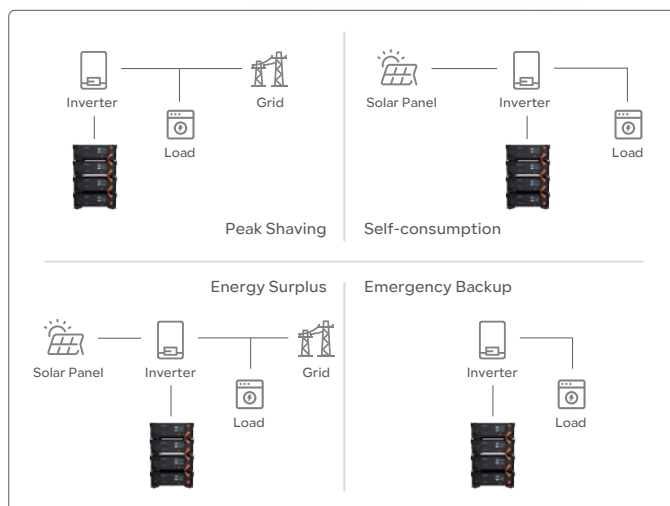 Inverter
Grid
Load
Peak Shaving
Solar Panel
Inverter
Load
Self-consumption
Energy Surplus
Solar Panel
Inverter
Grid
Load
Emergency Backup
Inverter
Load